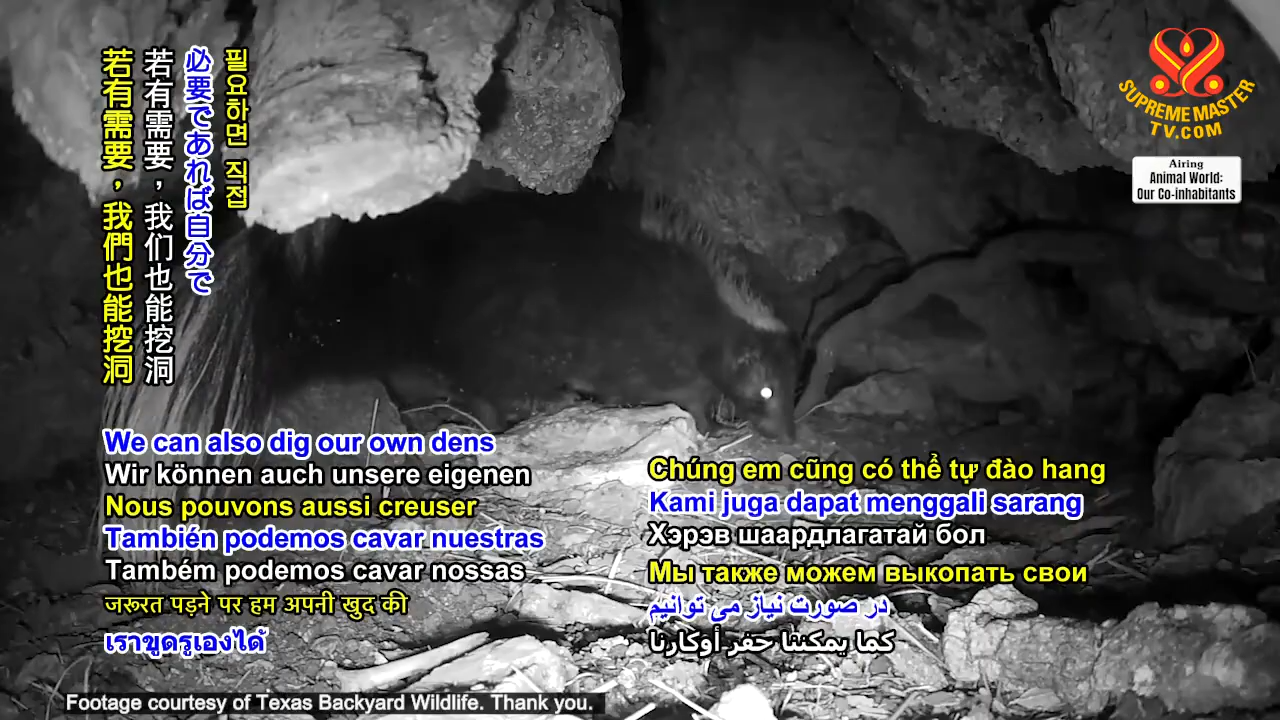 若有需要，我們也能挖洞
若有需要，我们也能挖洞
必要であれば自分で
필요하면 직접
SUPREME MASTER
TV.COM
Airing
Animal World:
Our Co-inhabitants
We can also dig our own dens
Wir können auch unsere eigenen
Nous pouvons aussi creuser
También podemos cavar nuestras
Também podemos cavar nossas
जरूरत पड़ने पर हम अपनी खुद की
เราขุดรูเองได้
Chúng em cũng có thể tự đào hang
Kami juga dapat menggali sarang
Хэрэв шаардлагатай бол
Мы также можем выкопать свои
در صورت نیاز می توانیم
كما يمكننا حفر أوكارنا
Footage courtesy of Texas Backyard Wildlife. Thank you.